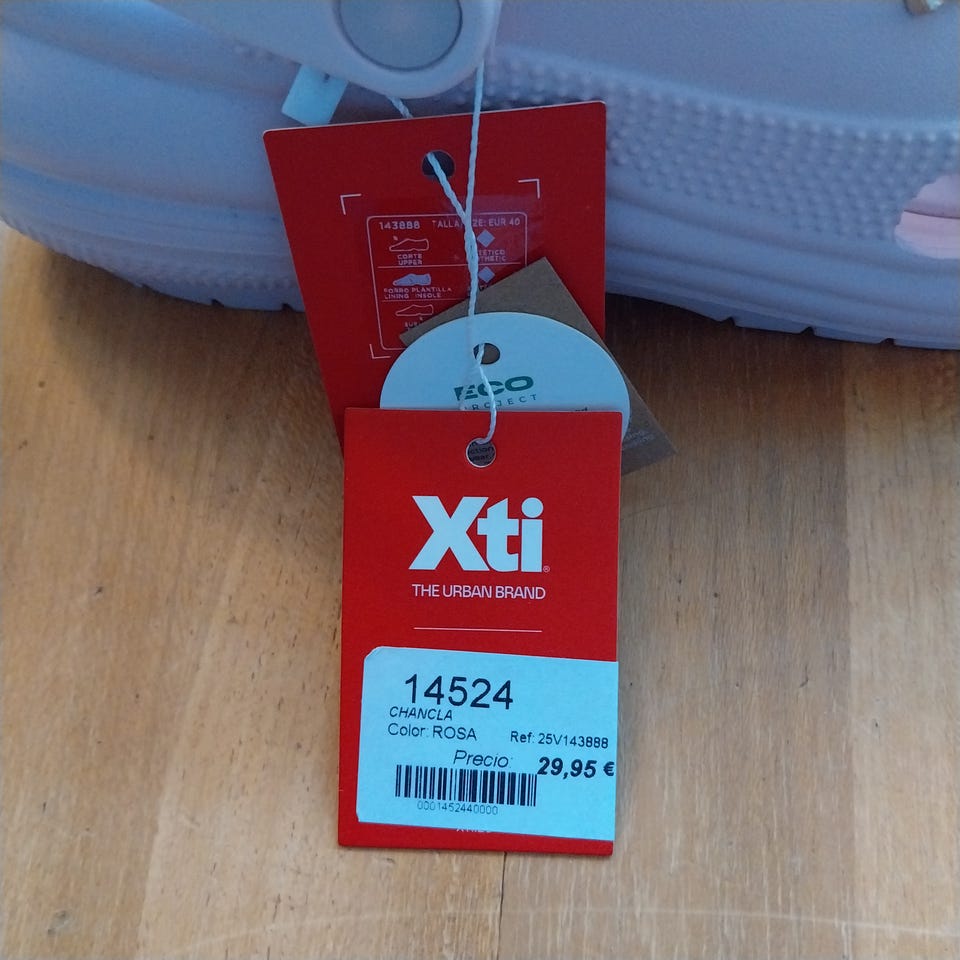 143888 TALLA
ZE: EUR 40
CORTE
UPPER
FORRO PLANTILLA
LINING INSOLE
ECO
Xti
THE URBAN BRAND
14524
CHANCLA
Color: ROSA Ref: 25V143888
Precio: 29,95 €
0001452440000